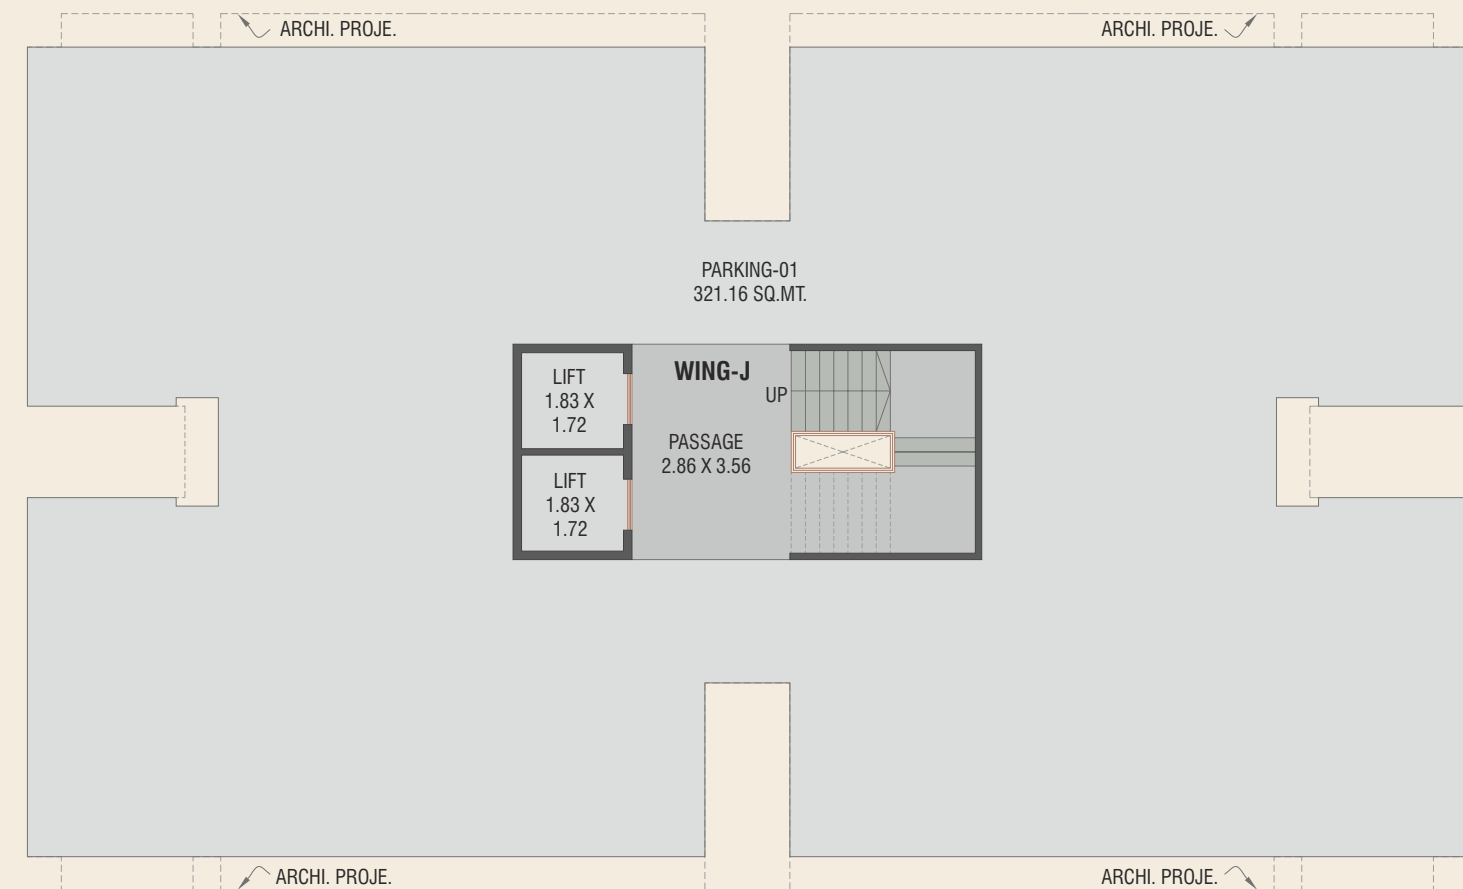 ARCHI. PROJE.
ARCHI. PROJE.
PARKING-01
321.16 SQ.MT.
LIFT
1.83 X
1.72
WING-J
UP
PASSAGE
2.86 X 3.56
LIFT
1.83 X
1.72
ARCHI. PROJE.
ARCHI. PROJE.